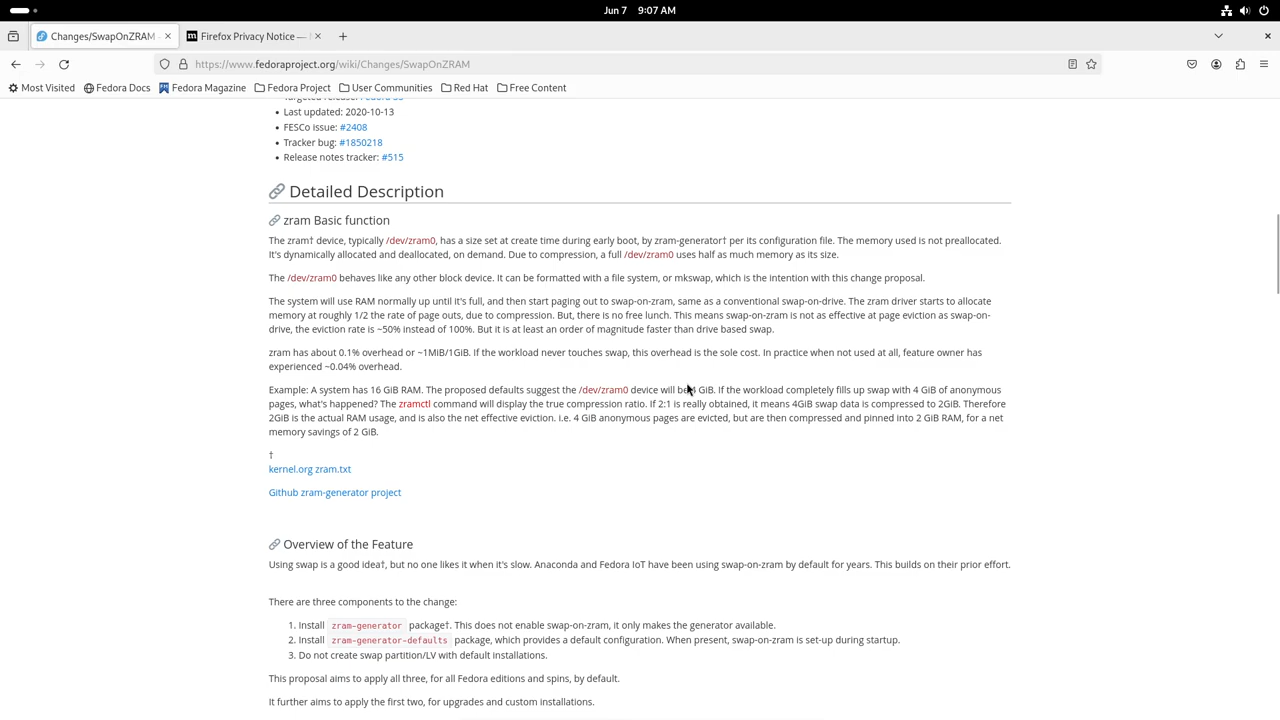 Jun 7 9:07 AM
Changes/SwapOnZRAM - Firefox Privacy Notice —
https://www.fedoraproject.org/wiki/Changes/SwapOnZRAM
Most Visited Fedora Docs Fedora Magazine Fedora Project User Communities Red Hat Free Content
• Last updated: 2020-10-13
• FESCo issue: #2408
• Tracker bug: #1850218
• Release notes tracker: #515
Detailed Description
zram Basic function
The zram† device, typically /dev/zram0, has a size set at create time during early boot, by zram-generator† per its configuration file. The memory used is not preallocated.
It's dynamically allocated and deallocated, on demand. Due to compression, a full /dev/zram0 uses half as much memory as its size.
The /dev/zram0 behaves like any other block device. It can be formatted with a file system, or mkswap, which is the intention with this change proposal.
The system will use RAM normally up until it's full, and then start paging out to swap-on-zram, same as a conventional swap-on-drive. The zram driver starts to allocate
memory at roughly 1/2 the rate of page outs, due to compression. But, there is no free lunch. This means swap-on-zram is not as effective at page eviction as swap-on-
drive, the eviction rate is ~50% instead of 100%. But it is at least an order of magnitude faster than drive based swap.
zram has about 0.1% overhead or ~1MiB/1GiB. If the workload never touches swap, this overhead is the sole cost. In practice when not used at all, feature owner has
experienced ~0.04% overhead.
Example: A system has 16 GiB RAM. The proposed defaults suggest the /dev/zram0 device will be 4 GiB. If the workload completely fills up swap with 4 GiB of anonymous
pages, what's happened? The zramctl command will display the true compression ratio. If 2:1 is really obtained, it means 4GiB swap data is compressed to 2GiB. Therefore
2GiB is the actual RAM usage, and is also the net effective eviction. i.e. 4 GiB anonymous pages are evicted, but are then compressed and pinned into 2 GiB RAM, for a net
memory savings of 2 GiB.
†
kernel.org zram.txt
Github zram-generator project
Overview of the Feature
Using swap is a good idea†, but no one likes it when it's slow. Anaconda and Fedora IoT have been using swap-on-zram by default for years. This builds on their prior effort.
There are three components to the change:
1. Install zram-generator package†. This does not enable swap-on-zram, it only makes the generator available.
2. Install zram-generator-defaults package, which provides a default configuration. When present, swap-on-zram is set-up during startup.
3. Do not create swap partition/LV with default installations.
This proposal aims to apply all three, for all Fedora editions and spins, by default.
It further aims to apply the first two, for upgrades and custom installations.